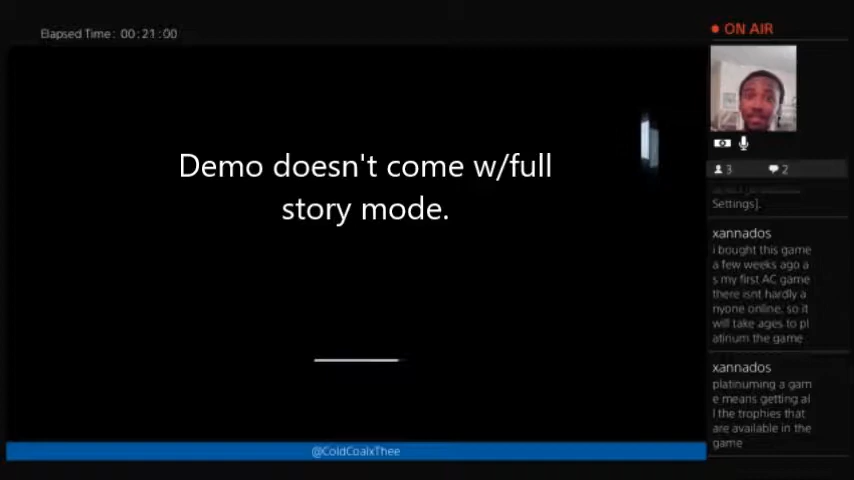 Elapsed Time: 00:21:00
ON AIR
Demo doesn't come w/full
story mode.
3
2
Settings].
xannados
i bought this game
a few weeks ago a
s my first AC game
there isnt hardly a
nyone online. so it
will take ages to pl
atinum the game
xannados
platinuming a gam
e means getting al
l the trophies that
are available in the
game
@ColdCoalxThee